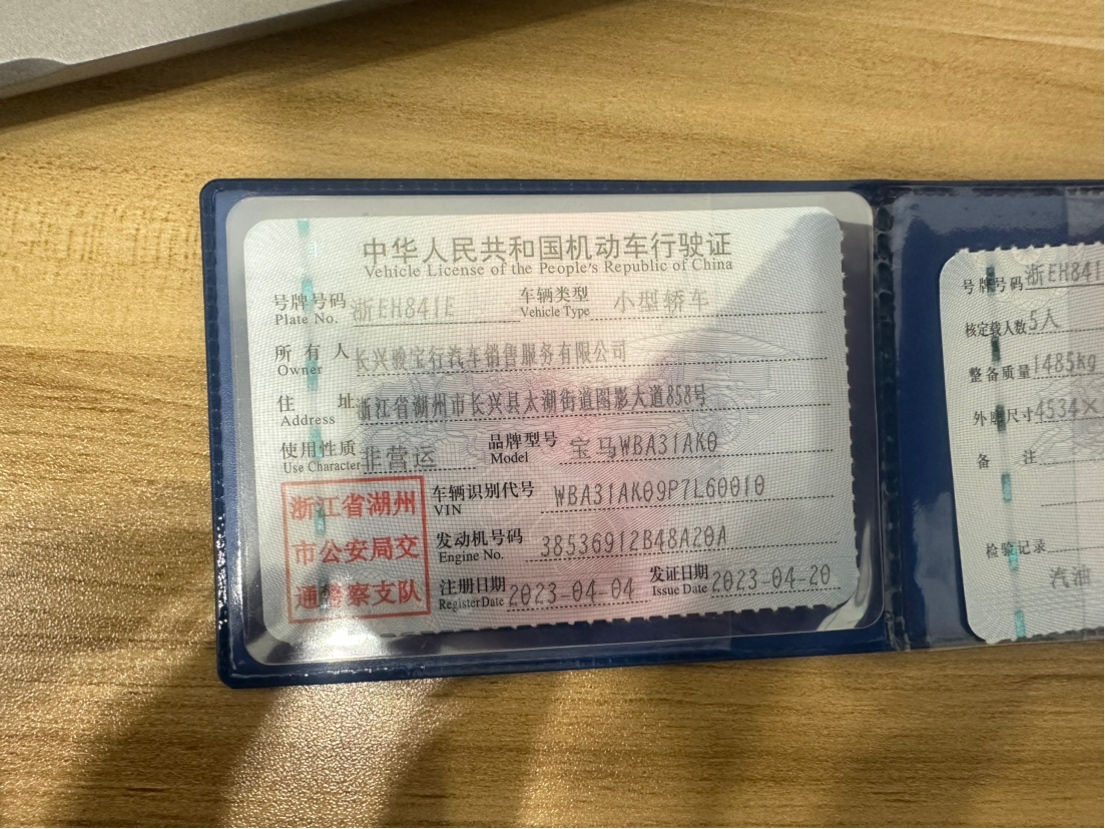 中华人民共和国机动车行驶证
Vehicle License of the People's Republic of China
号牌号码 浙EH841E 车辆类型 小型轿车
Plate No. Vehicle Type
所有人 长兴骏宝行汽车销售服务有限公司
Owner
住址 浙江省湖州市长兴县太湖街道图影大道858号
Address
使用性质 非营运 品牌型号 宝马WBA31AK0
Use Character Model
浙江省湖州
市公安局交
通警察支队
车辆识别代号 WBA31AK09P7L60010
VIN
发动机号码 38536912B48A20A
Engine No.
注册日期 2023-04-04 发证日期 2023-04-20
Register Date Issue Date
号牌号码 浙EH841
核定载人数 5人
整备质量 1485kg
外廓尺寸 4534×
备注
检验记录
汽油